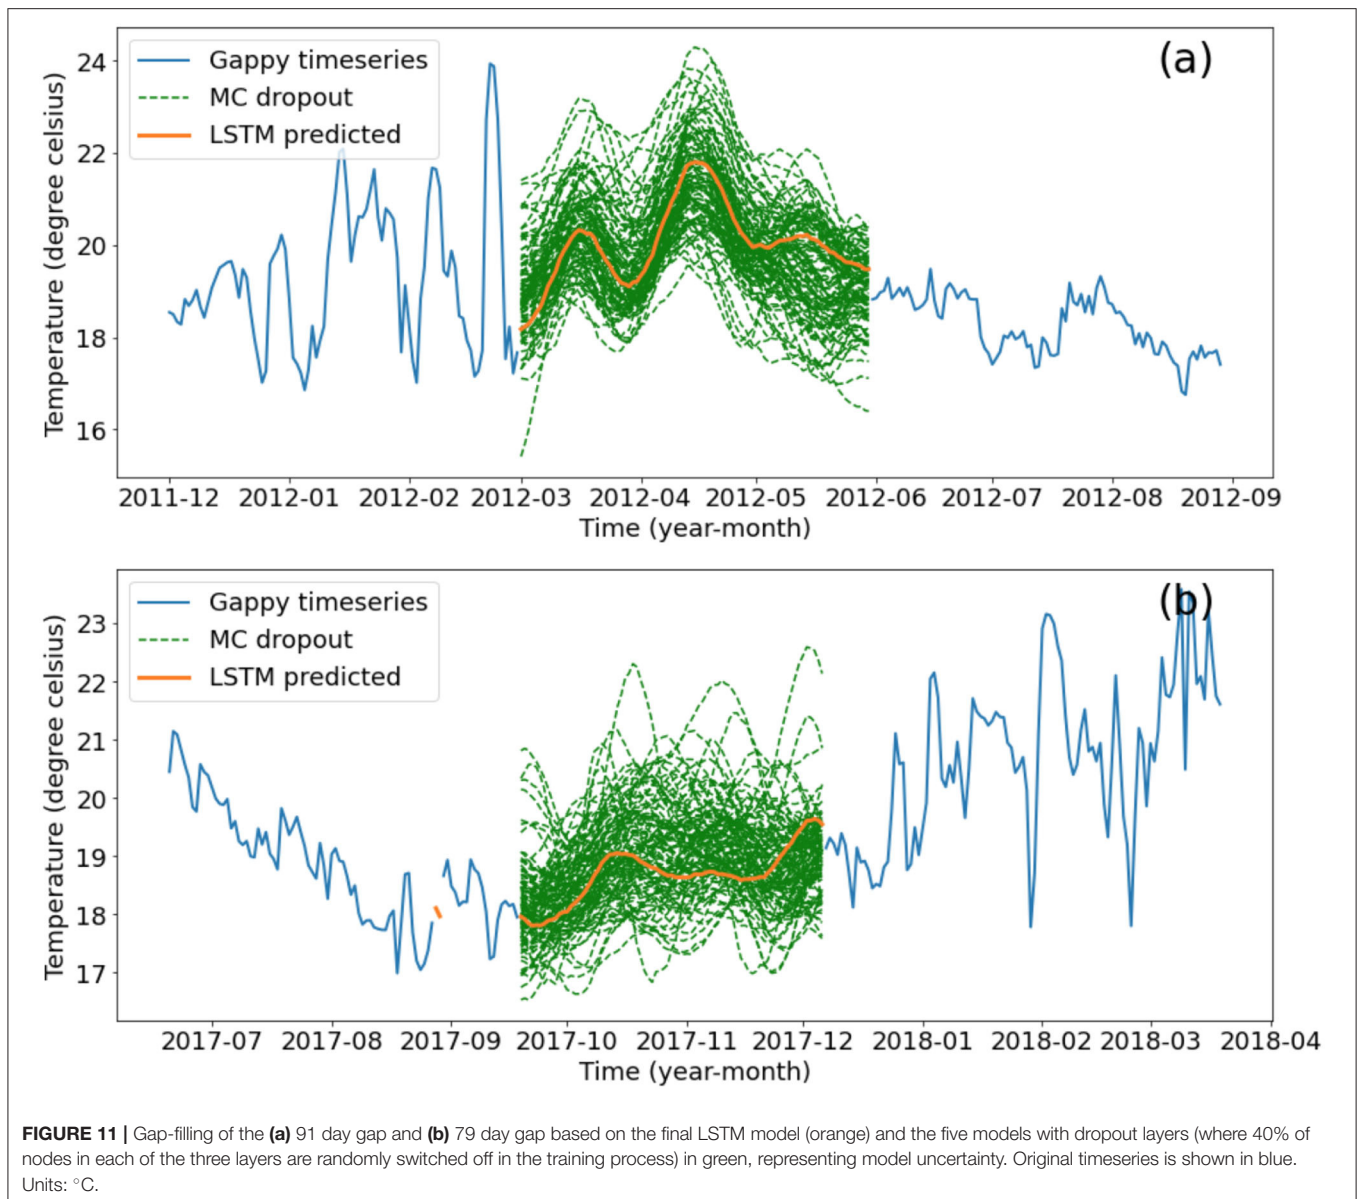 (a)
Gappy timeseries
MC dropout
LSTM predicted
Temperature (degree celsius)
24
22
20
18
16
2011-12 2012-01 2012-02 2012-03 2012-04 2012-05 2012-06 2012-07 2012-08 2012-09
Time (year-month)
(b)
Gappy timeseries
MC dropout
LSTM predicted
Temperature (degree celsius)
23
22
21
20
19
18
17
2017-07 2017-08 2017-09 2017-10 2017-11 2017-12 2018-01 2018-02 2018-03 2018-04
Time (year-month)
FIGURE 11 | Gap-filling of the (a) 91 day gap and (b) 79 day gap based on the final LSTM model (orange) and the five models with dropout layers (where 40% of
nodes in each of the three layers are randomly switched off in the training process) in green, representing model uncertainty. Original timeseries is shown in blue.
Units: °C.